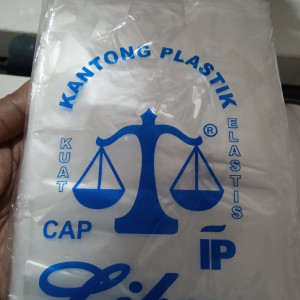 KANTONG PLASTIK
KUAT
ELASTIS
®
CAP
IP